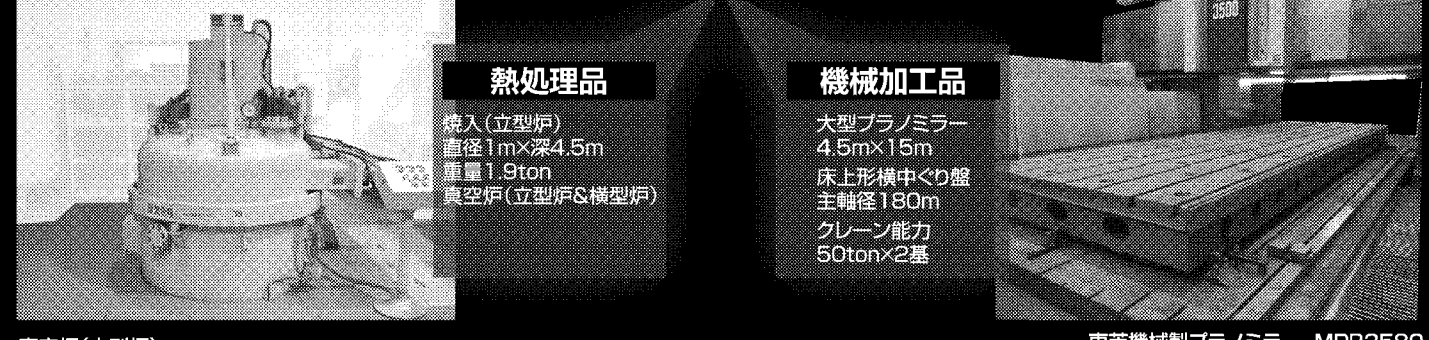 3500
熱処理品
焼入(立型炉)
直径1m×深4.5m
重量1.9ton
真空炉(立型炉&横型炉)
機械加工品
大型プラノミラー
4.5m×15m
床上形横中ぐり盤
主軸径180m
クレーン能力
50ton×2基